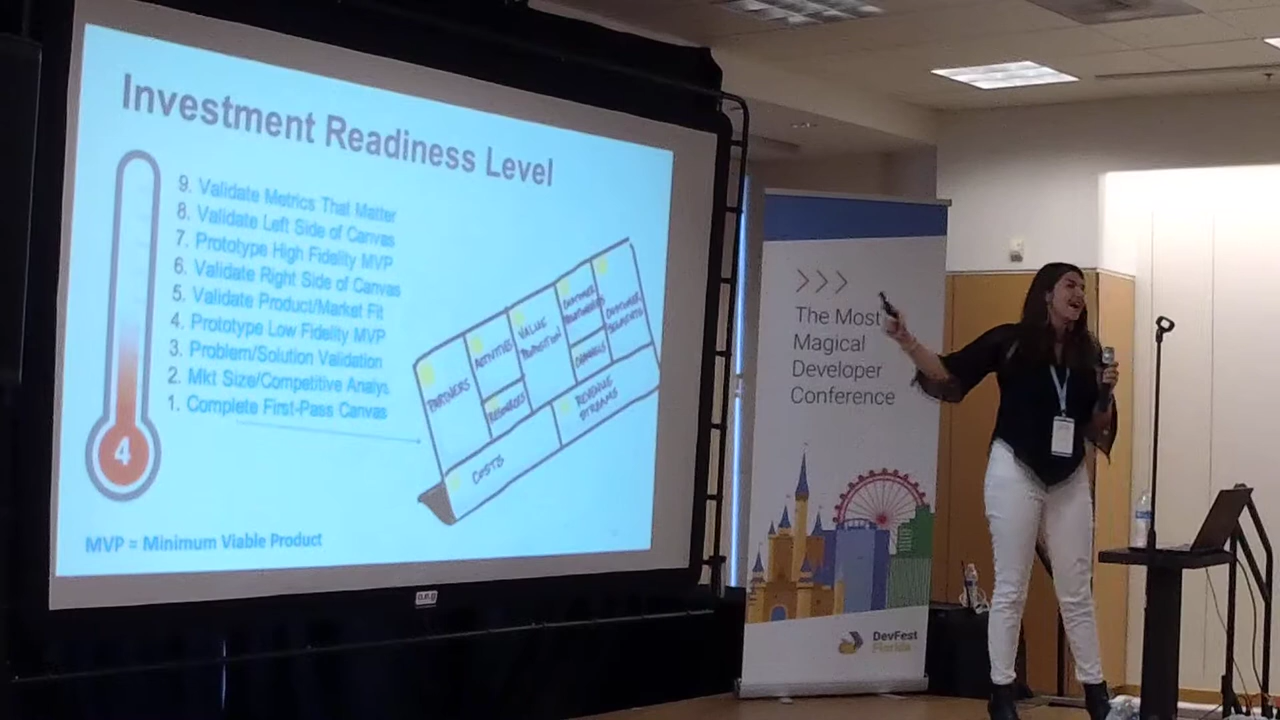 Investment Readiness Level
9. Validate Metrics That Matter
8. Validate Left Side of Canvas
7. Prototype High Fidelity MVP
6. Validate Right Side of Canvas
5. Validate Product/Market Fit
4. Prototype Low Fidelity MVP
3. Problem/Solution Validation
2. Mkt Size/Competitive Analys
1. Complete First-Pass Canvas
4
PARTNERS
ACTIVITIES
RESOURCES
VALUE
PROPOSITION
CUSTOMER
RELATIONSHIPS
CHANNELS
CUSTOMER
SEGMENTS
COSTS
REVENUE
STREAMS
MVP = Minimum Viable Product
The Most
Magical
Developer
Conference
DevFest
Florida